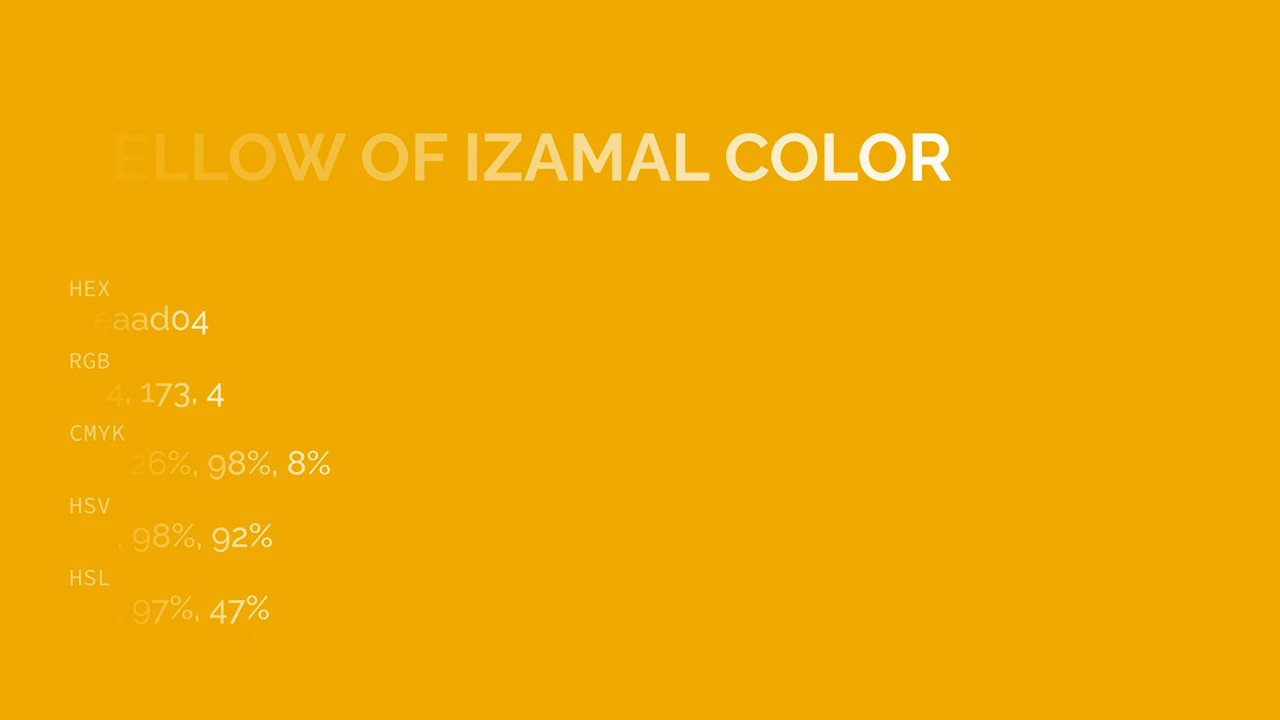 ELLOW OF IZAMAL COLOR
HEX
eaad04
RGB
4, 173, 4
CMYK
26%, 98%, 8%
HSV
, 98%, 92%
HSL
, 97%, 47%